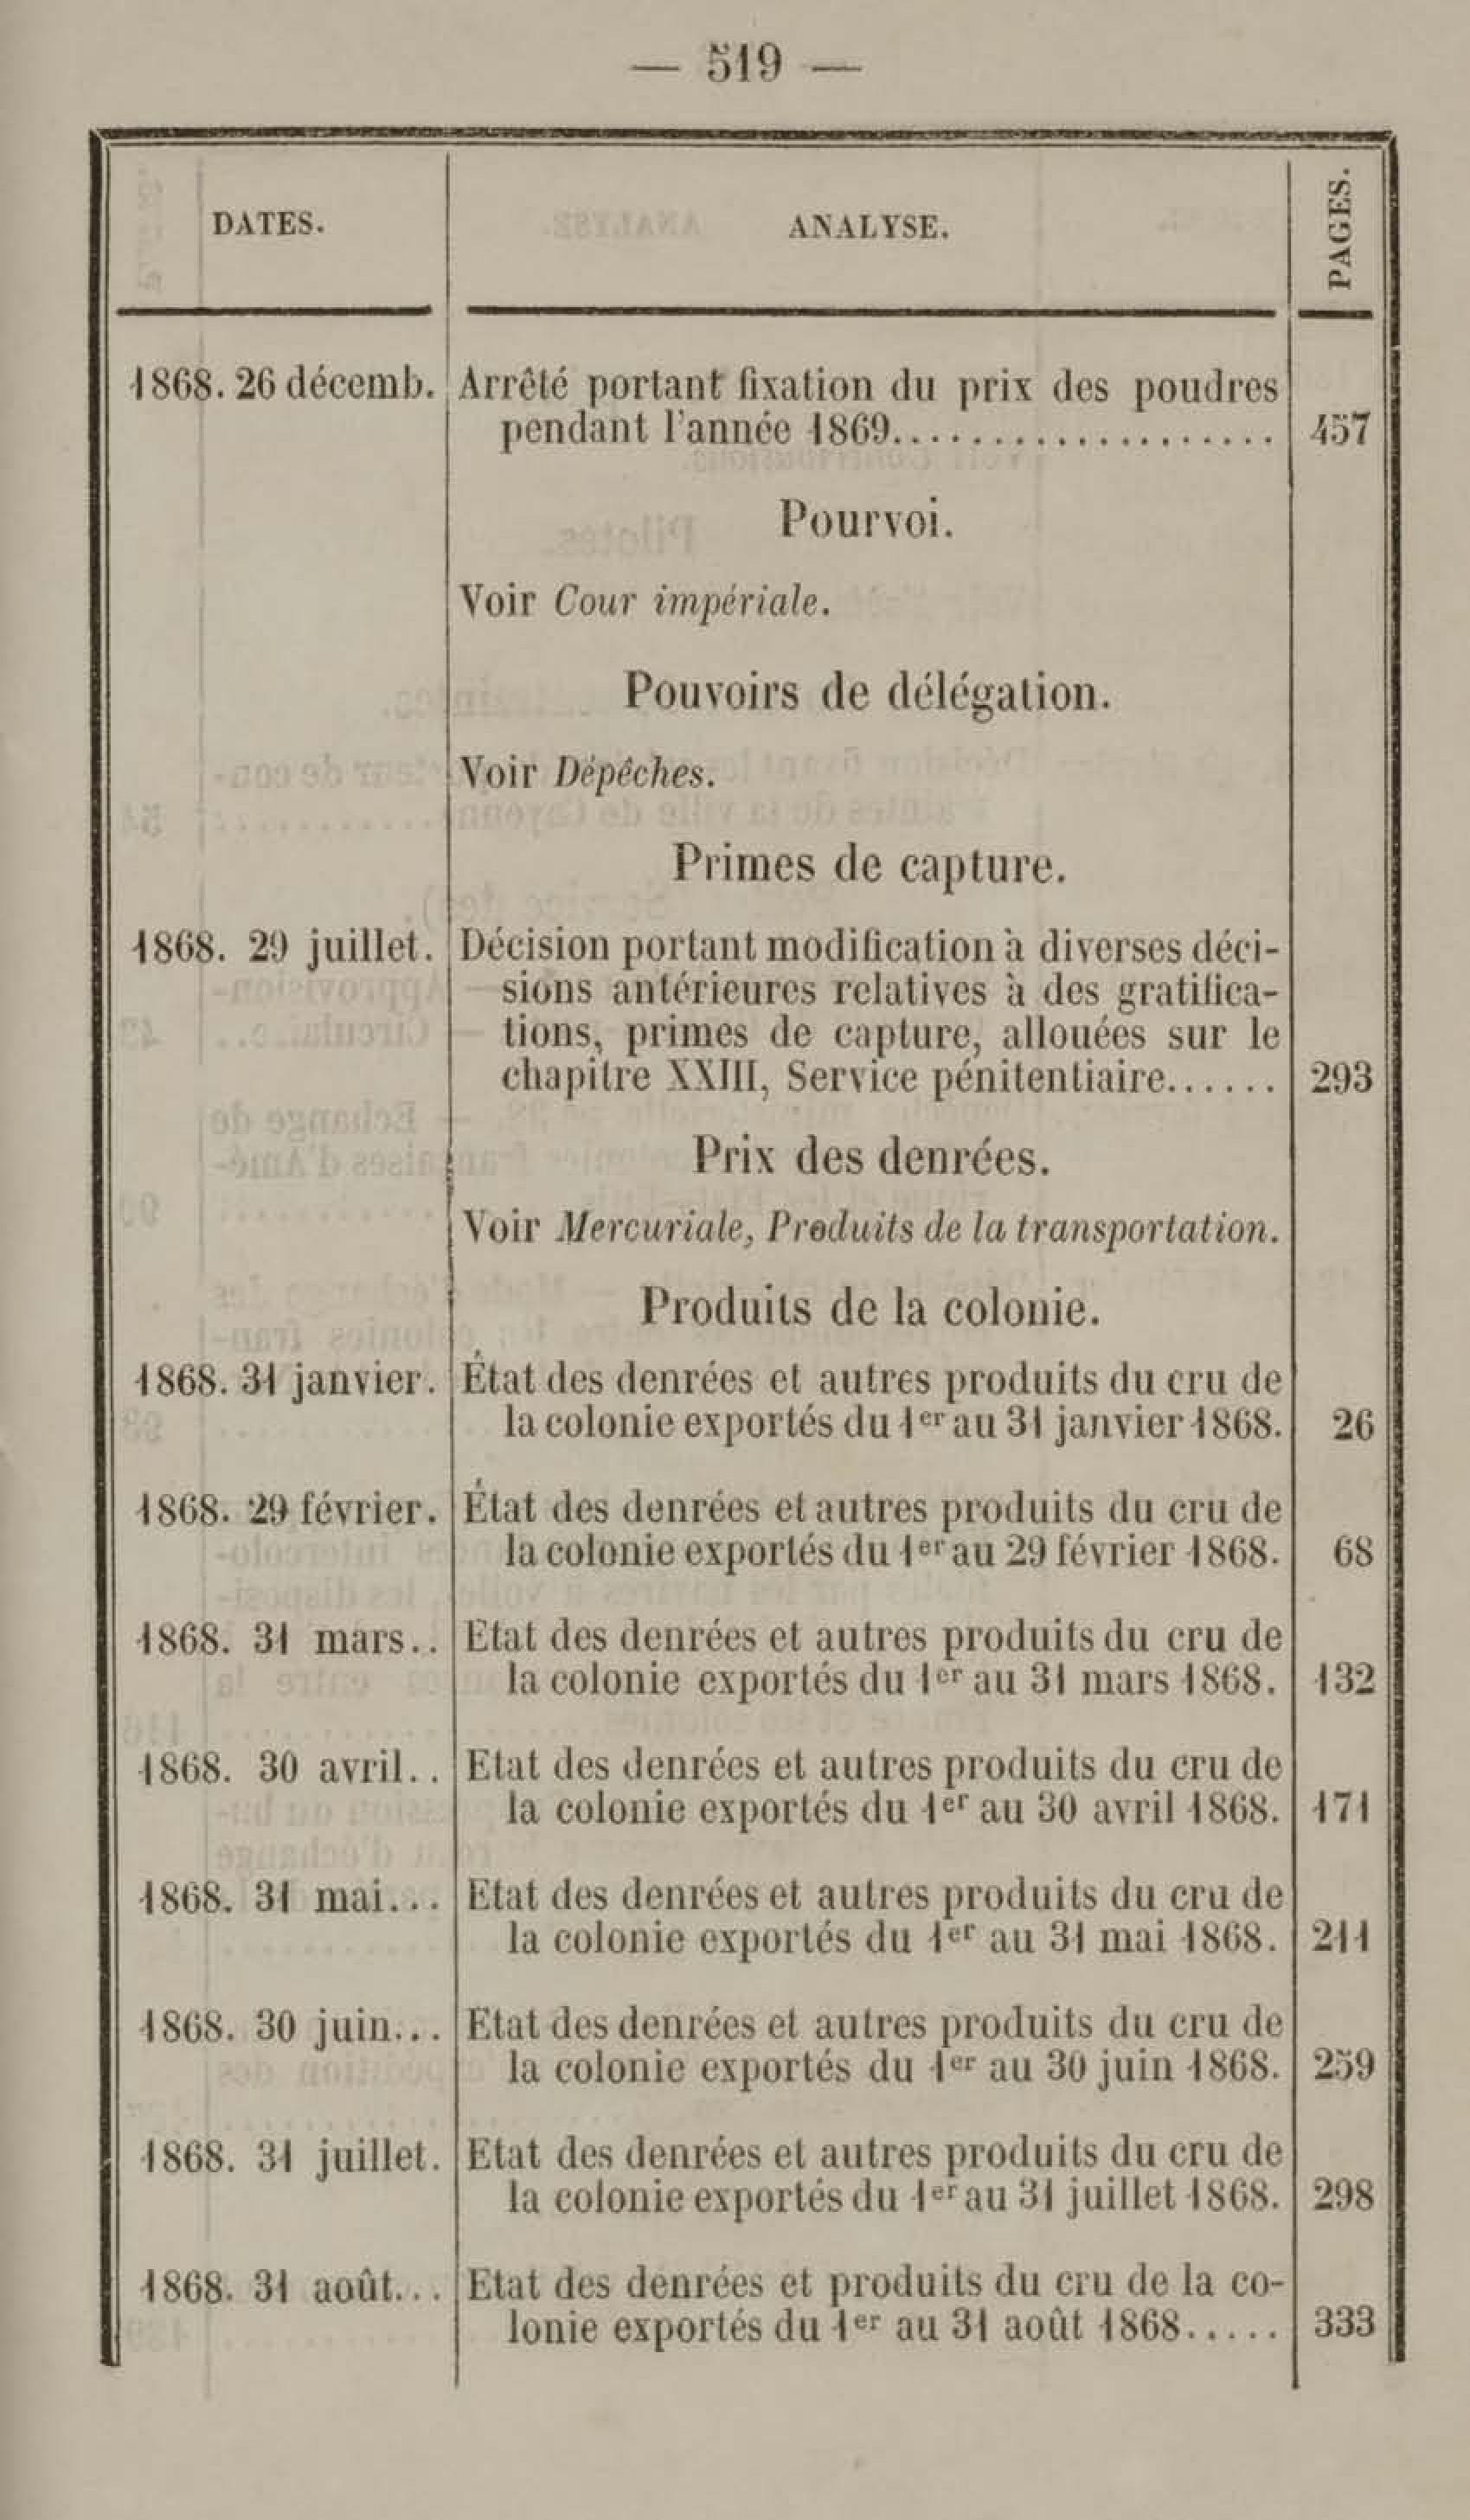 — 519 —
DATES. ANALYSE. PAGES.
1868. 26 décemb. Arrêté portant fixation du prix des poudres
pendant l'année 1869................... 457
Pourvoi.
Voir Cour impériale.
Pouvoirs de délégation.
Voir Dépêches.
Primes de capture.
1868. 29 juillet. Décision portant modification à diverses déci-
sions antérieures relatives à des gratifica-
tions, primes de capture, allouées sur le
chapitre XXIII, Service pénitentiaire...... 293
Prix des denrées.
Voir Mercuriale, Produits de la transportation.
Produits de la colonie.
1868. 31 janvier. État des denrées et autres produits du cru de
la colonie exportés du 1er au 31 janvier 1868. 26
1868. 29 février. État des denrées et autres produits du cru de
la colonie exportés du 1er au 29 février 1868. 68
1868. 31 mars.. Etat des denrées et autres produits du cru de
la colonie exportés du 1er au 31 mars 1868. 132
1868. 30 avril.. Etat des denrées et autres produits du cru de
la colonie exportés du 1er au 30 avril 1868. 171
1868. 31 mai... Etat des denrées et autres produits du cru de
la colonie exportés du 1er au 31 mai 1868. 211
1868. 30 juin... Etat des denrées et autres produits du cru de
la colonie exportés du 1er au 30 juin 1868. 259
1868. 31 juillet. Etat des denrées et autres produits du cru de
la colonie exportés du 1er au 31 juillet 1868. 298
1868. 31 août... Etat des denrées et produits du cru de la co-
lonie exportés du 1er au 31 août 1868..... 333